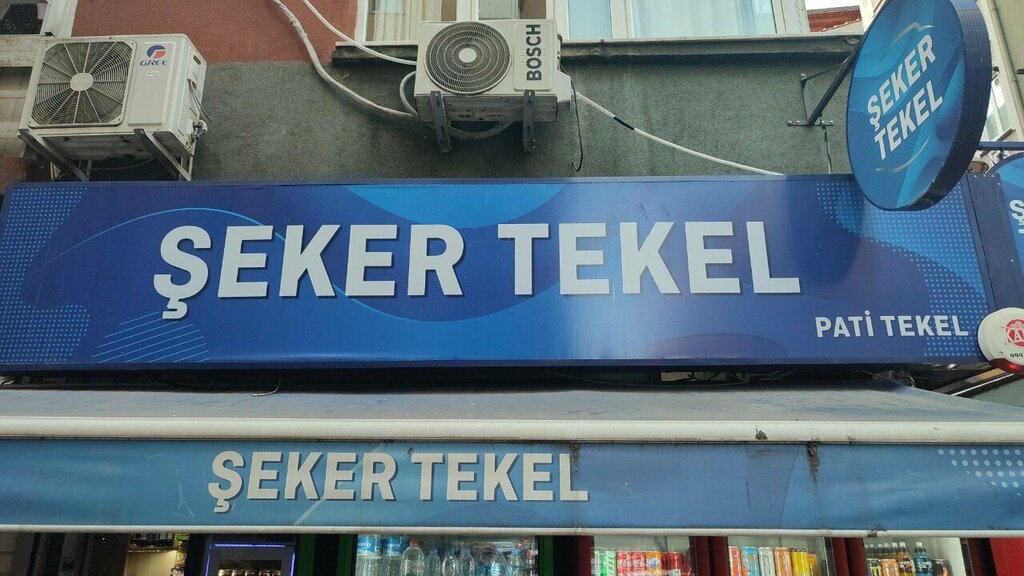 GREE
BOSCH
ŞEKER
TEKEL
ŞEKER TEKEL
PATİ TEKEL
ŞEKER TEKEL